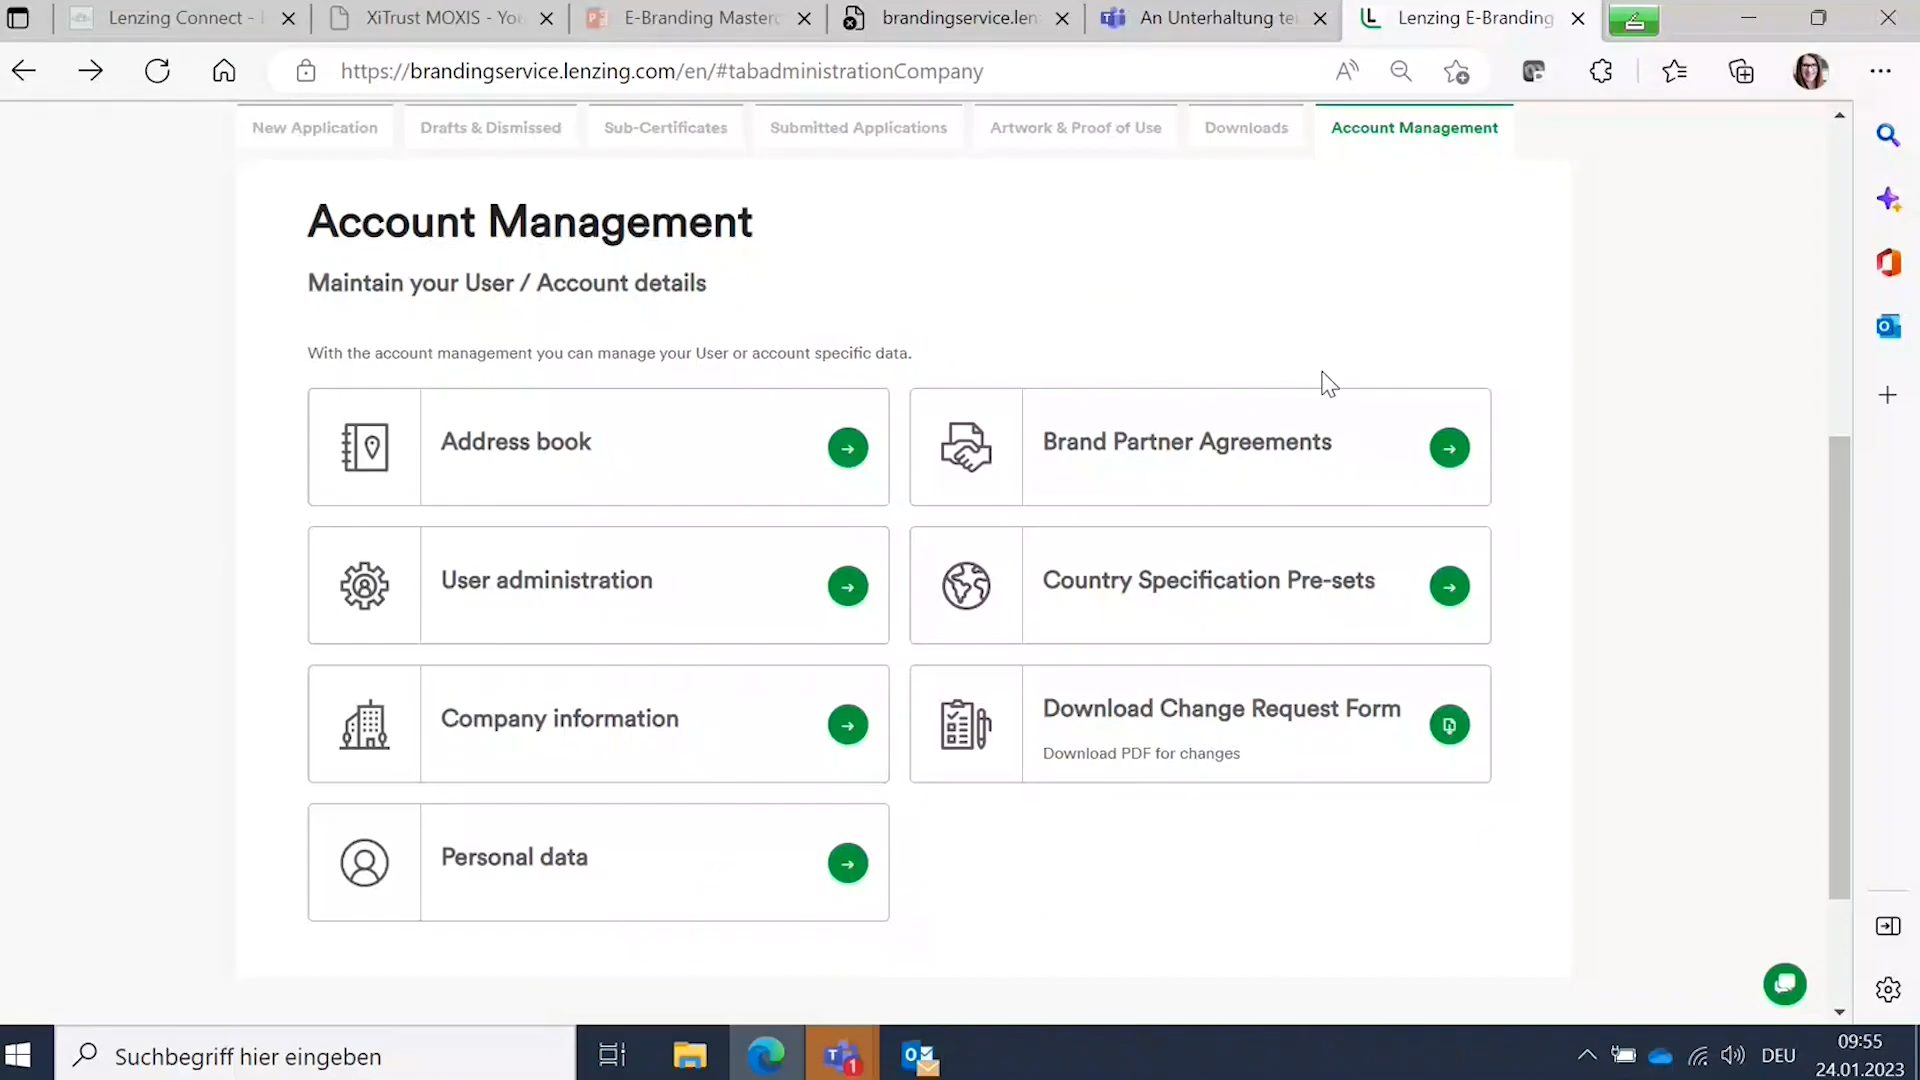 Lenzing Connect -
XiTrust MOXIS - You
E-Branding Masterc
brandingservice.len
An Unterhaltung tei
Lenzing E-Branding
https://brandingservice.lenzing.com/en/#tabadministrationCompany
New Application
Drafts & Dismissed
Sub-Certificates
Submitted Applications
Artwork & Proof of Use
Downloads
Account Management
Account Management
Maintain your User / Account details
With the account management you can manage your User or account specific data.
Address book
Brand Partner Agreements
User administration
Country Specification Pre-sets
Company information
Download Change Request Form
Download PDF for changes
Personal data
Suchbegriff hier eingeben
1
DEU
09:55
24.01.2023